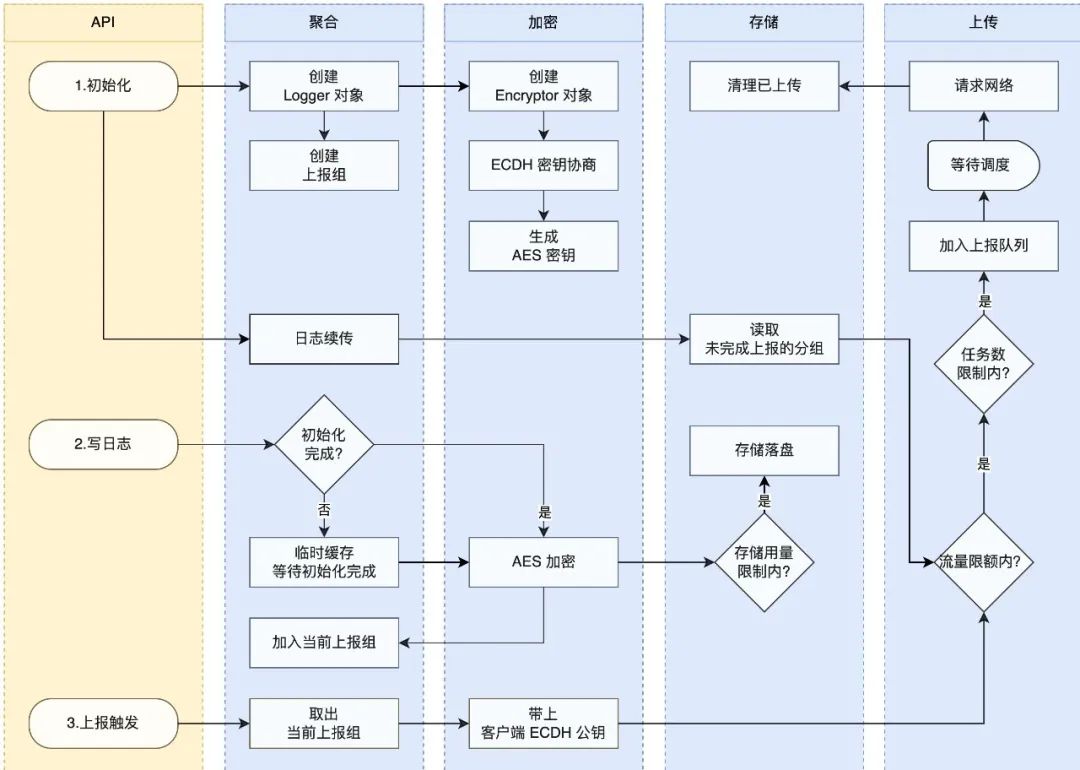 API
聚合
加密
存储
上传
1.初始化
创建
Logger 对象
创建
Encryptor 对象
清理已上传
请求网络
创建
上报组
ECDH 密钥协商
等待调度
生成
AES 密钥
加入上报队列
是
日志续传
读取
未完成上报的分组
任务数
限制内?
2.写日志
初始化
完成?
存储落盘
是
否
是
是
临时缓存
等待初始化完成
AES 加密
存储用量
限制内?
流量限额内?
加入当前上报组
3.上报触发
取出
当前上报组
带上
客户端 ECDH 公钥